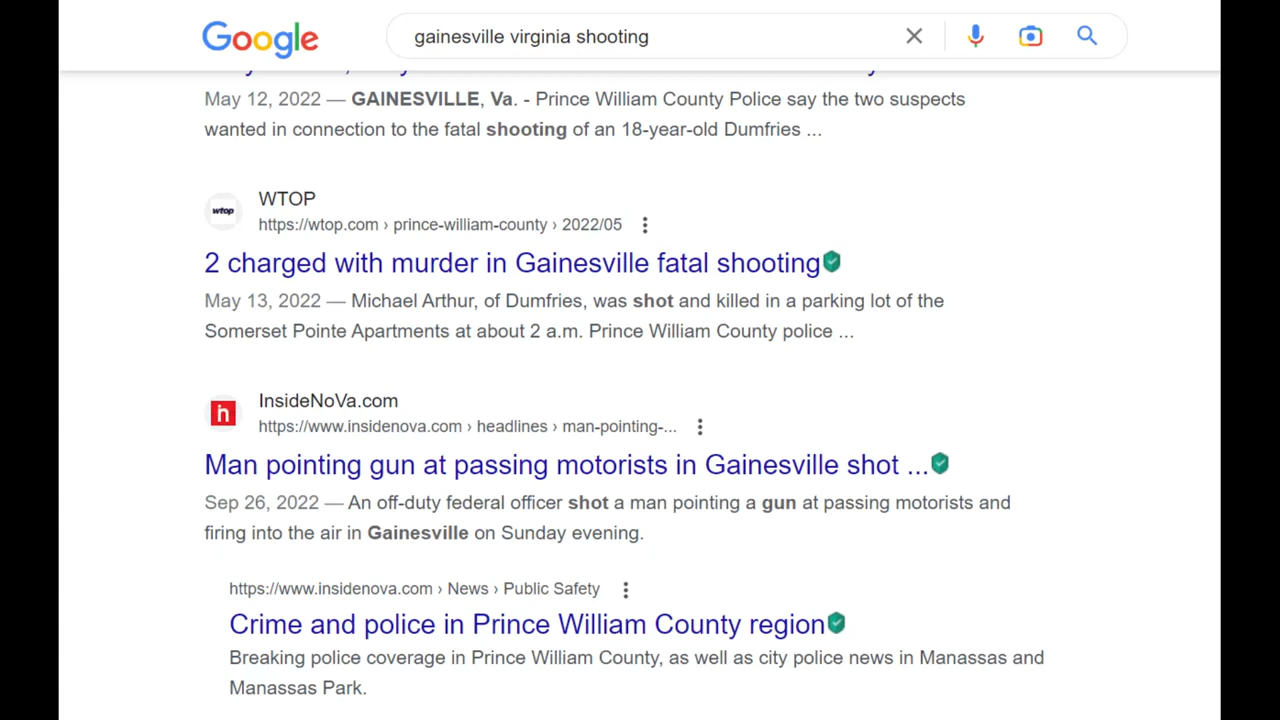 Google
gainesville virginia shooting
May 12, 2022 — GAINESVILLE, Va. - Prince William County Police say the two suspects
wanted in connection to the fatal shooting of an 18-year-old Dumfries ...
wtop
WTOP
https://wtop.com › prince-william-county › 2022/05
2 charged with murder in Gainesville fatal shooting
May 13, 2022 — Michael Arthur, of Dumfries, was shot and killed in a parking lot of the
Somerset Pointe Apartments at about 2 a.m. Prince William County police ...
h
InsideNoVa.com
https://www.insidenova.com › headlines › man-pointing-...
Man pointing gun at passing motorists in Gainesville shot ...
Sep 26, 2022 — An off-duty federal officer shot a man pointing a gun at passing motorists and
firing into the air in Gainesville on Sunday evening.
https://www.insidenova.com › News › Public Safety
Crime and police in Prince William County region
Breaking police coverage in Prince William County, as well as city police news in Manassas and
Manassas Park.